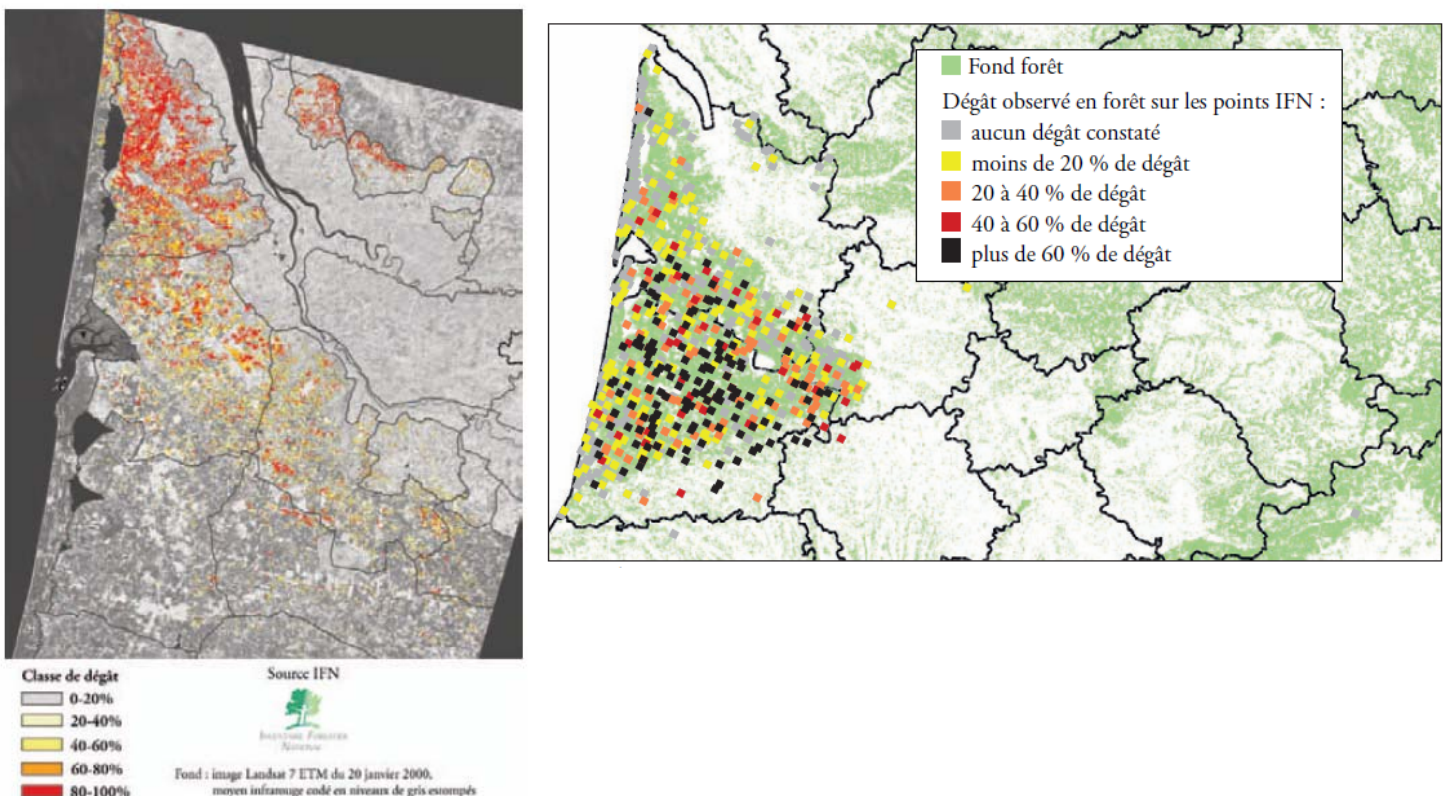 Classe de dégât
0-20%
20-40%
40-60%
60-80%
80-100%
Source IFN
INVENTAIRE FORESTIER
NATIONAL
Fond : image Landsat 7 ETM du 20 janvier 2000,
moyen infrarouge codé en niveaux de gris estompés
Fond forêt
Dégât observé en forêt sur les points IFN :
aucun dégât constaté
moins de 20 % de dégât
20 à 40 % de dégât
40 à 60 % de dégât
plus de 60 % de dégât